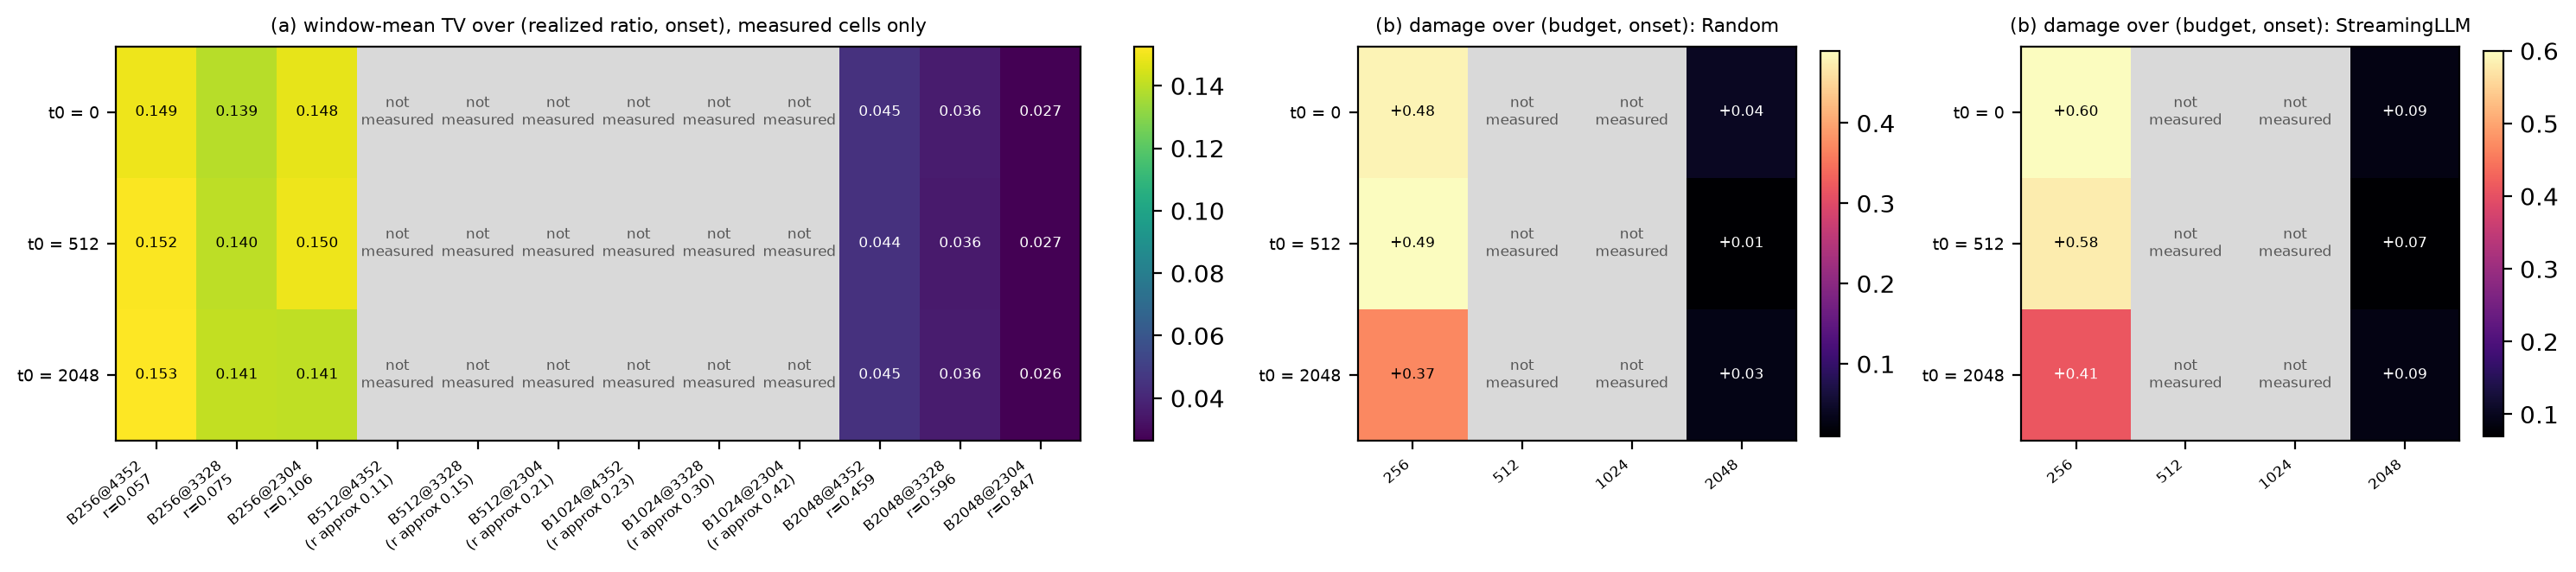 (a) window-mean TV over (realized ratio, onset), measured cells only
t0 = 0
0.149
0.139
0.148
not
measured
not
measured
not
measured
not
measured
not
measured
not
measured
0.045
0.036
0.027
t0 = 512
0.152
0.140
0.150
not
measured
not
measured
not
measured
not
measured
not
measured
not
measured
0.044
0.036
0.027
t0 = 2048
0.153
0.141
0.141
not
measured
not
measured
not
measured
not
measured
not
measured
not
measured
0.045
0.036
0.026
B256@4352
r=0.057
B256@3328
r=0.075
B256@2304
r=0.106
B512@4352
(r approx 0.11)
B512@3328
(r approx 0.15)
B512@2304
(r approx 0.21)
B1024@4352
(r approx 0.23)
B1024@3328
(r approx 0.30)
B1024@2304
(r approx 0.42)
B2048@4352
r=0.459
B2048@3328
r=0.596
B2048@2304
r=0.847
0.14
0.12
0.10
0.08
0.06
0.04
(b) damage over (budget, onset): Random
t0 = 0
+0.48
not
measured
not
measured
+0.04
t0 = 512
+0.49
not
measured
not
measured
+0.01
t0 = 2048
+0.37
not
measured
not
measured
+0.03
256
512
1024
2048
0.4
0.3
0.2
0.1
(b) damage over (budget, onset): StreamingLLM
t0 = 0
+0.60
not
measured
not
measured
+0.09
t0 = 512
+0.58
not
measured
not
measured
+0.07
t0 = 2048
+0.41
not
measured
not
measured
+0.09
256
512
1024
2048
0.6
0.5
0.4
0.3
0.2
0.1